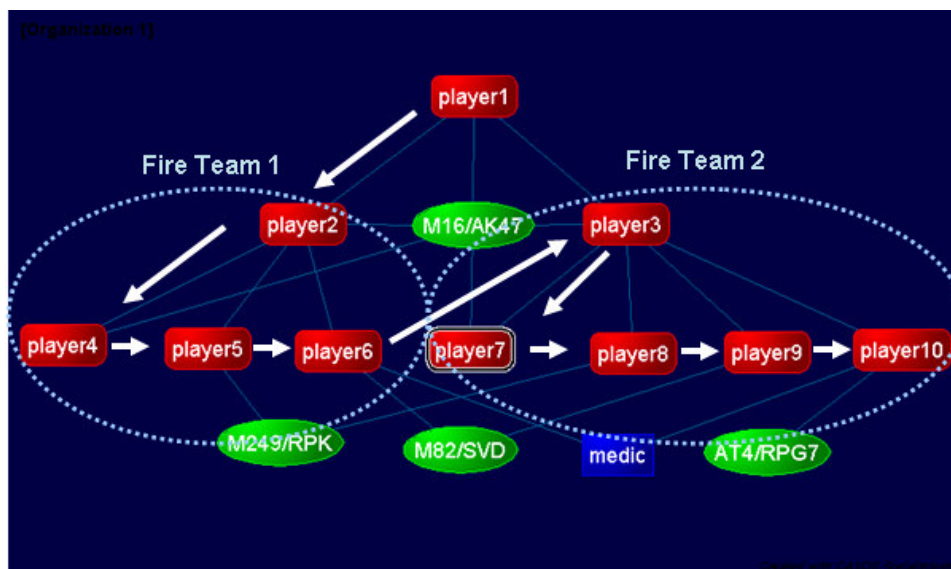 [Organization 1]
player1
Fire Team 1
Fire Team 2
player2
M16/AK47
player3
player4
player5
player6
player7
player8
player9
player10
M249/RPK
M82/SVD
medic
AT4/RPG7